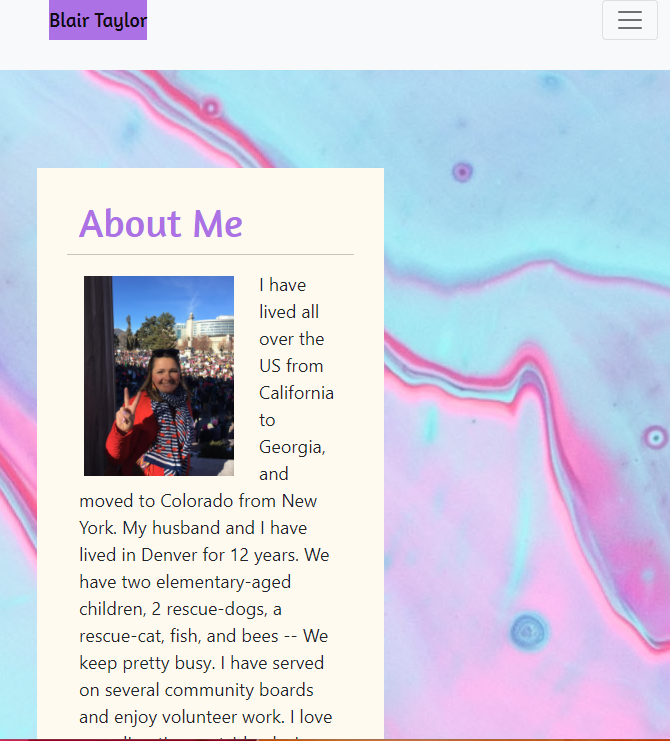 Blair Taylor
About Me
I have
lived all
over the
US from
California
to
Georgia,
and
moved to Colorado from New
York. My husband and I have
lived in Denver for 12 years. We
have two elementary-aged
children, 2 rescue-dogs, a
rescue-cat, fish, and bees -- We
keep pretty busy. I have served
on several community boards
and enjoy volunteer work. I love